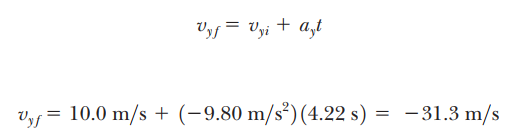 v_yf = v_yi + a_y t
v_yf = 10.0 m/s + (−9.80 m/s²)(4.22 s) = −31.3 m/s